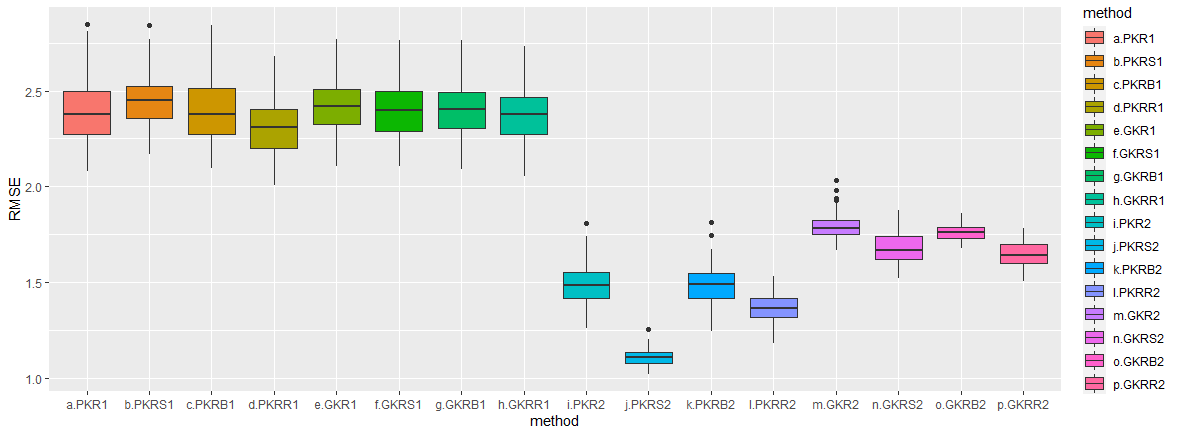 RMSE
2.5
2.0
1.5
1.0
a.PKR1 b.PKRS1 c.PKRB1 d.PKRR1 e.GKR1 f.GKRS1 g.GKRB1 h.GKRR1 i.PKR2 j.PKRS2 k.PKRB2 l.PKRR2 m.GKR2 n.GKRS2 o.GKRB2 p.GKRR2
method
method
a.PKR1
b.PKRS1
c.PKRB1
d.PKRR1
e.GKR1
f.GKRS1
g.GKRB1
h.GKRR1
i.PKR2
j.PKRS2
k.PKRB2
l.PKRR2
m.GKR2
n.GKRS2
o.GKRB2
p.GKRR2